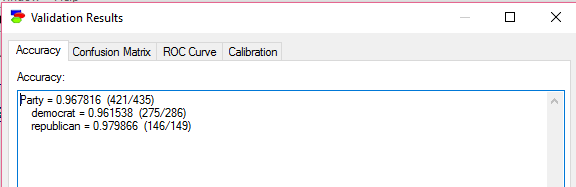 Validation Results
Accuracy Confusion Matrix ROC Curve Calibration
Accuracy:
Party = 0.967816 (421/435)
democrat = 0.961538 (275/286)
republican = 0.979866 (146/149)